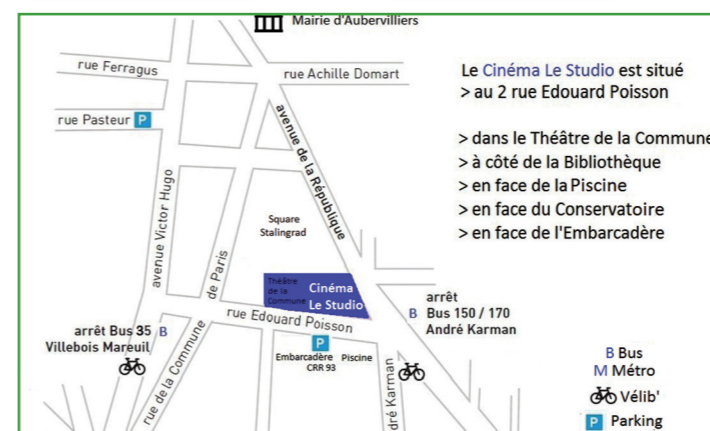 Mairie d'Aubervilliers
rue Ferragus
rue Achille Domart
rue Pasteur P
avenue de la République
avenue Victor Hugo
Square
Stalingrad
rue de la Commune de Paris
Théâtre
de la
Commune
Cinéma
Le Studio
rue Edouard Poisson
arrêt Bus 35 B
Villebois Mareuil
P
Embarcadère Piscine
CRR 93
arrêt
B Bus 150 / 170
André Karman
dré Karman
Le Cinéma Le Studio est situé
> au 2 rue Edouard Poisson
> dans le Théâtre de la Commune
> à côté de la Bibliothèque
> en face de la Piscine
> en face du Conservatoire
> en face de l'Embarcadère
B Bus
M Métro
Vélib'
P Parking